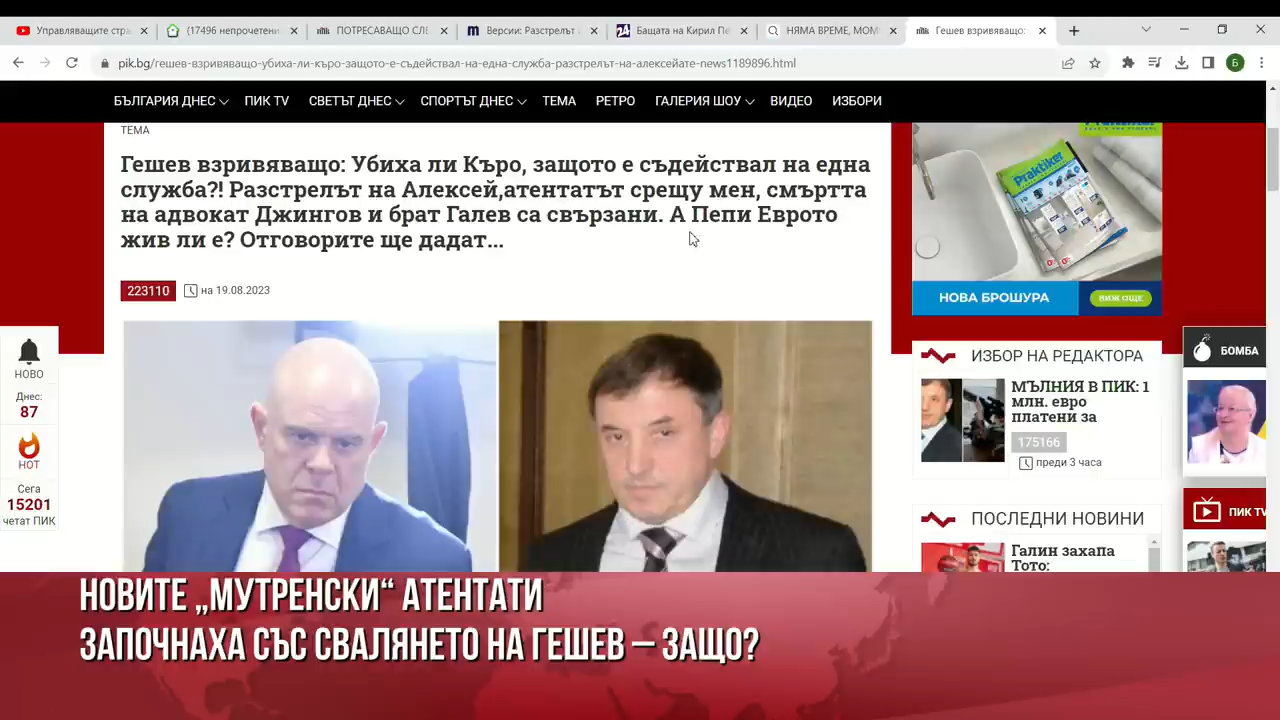 Управляващите стра
(17496 непрочетени
ПОТРЕСАВАЩО СЛЕ
Версии: Разстрелът а
Бащата на Кирил Пе
НЯМА ВРЕМЕ, МОМ
Гешев взривяващо:
pik.bg/гешев-взривяващо-убиха-ли-къро-защото-е-съдействал-на-една-служба-разстрелът-на-алексейате-news1189896.html
Б
БЪЛГАРИЯ ДНЕС
ПИК TV
СВЕТЪТ ДНЕС
СПОРТЪТ ДНЕС
ТЕМА
РЕТРО
ГАЛЕРИЯ ШОУ
ВИДЕО
ИЗБОРИ
ТЕМА
Гешев взривяващо: Убиха ли Къро, защото е съдействал на една
служба?! Разстрелът на Алексей,атентатът срещу мен, смъртта
на адвокат Джингов и брат Галев са свързани. А Пепи Еврото
жив ли е? Отговорите ще дадат...
223110
на 19.08.2023
НОВО
Днес:
87
HOT
Сега
15201
четат ПИК
Praktiker
НОВА БРОШУРА
ВИЖ ОЩЕ
ИЗБОР НА РЕДАКТОРА
МЪЛНИЯ В ПИК: 1
млн. евро
платени за
175166
преди 3 часа
ПОСЛЕДНИ НОВИНИ
Галин захапа
Тото:
БОМБА
ПИК TV
НОВИТЕ „МУТРЕНСКИ“ АТЕНТАТИ
ЗАПОЧНАХА СЪС СВАЛЯНЕТО НА ГЕШЕВ – ЗАЩО?